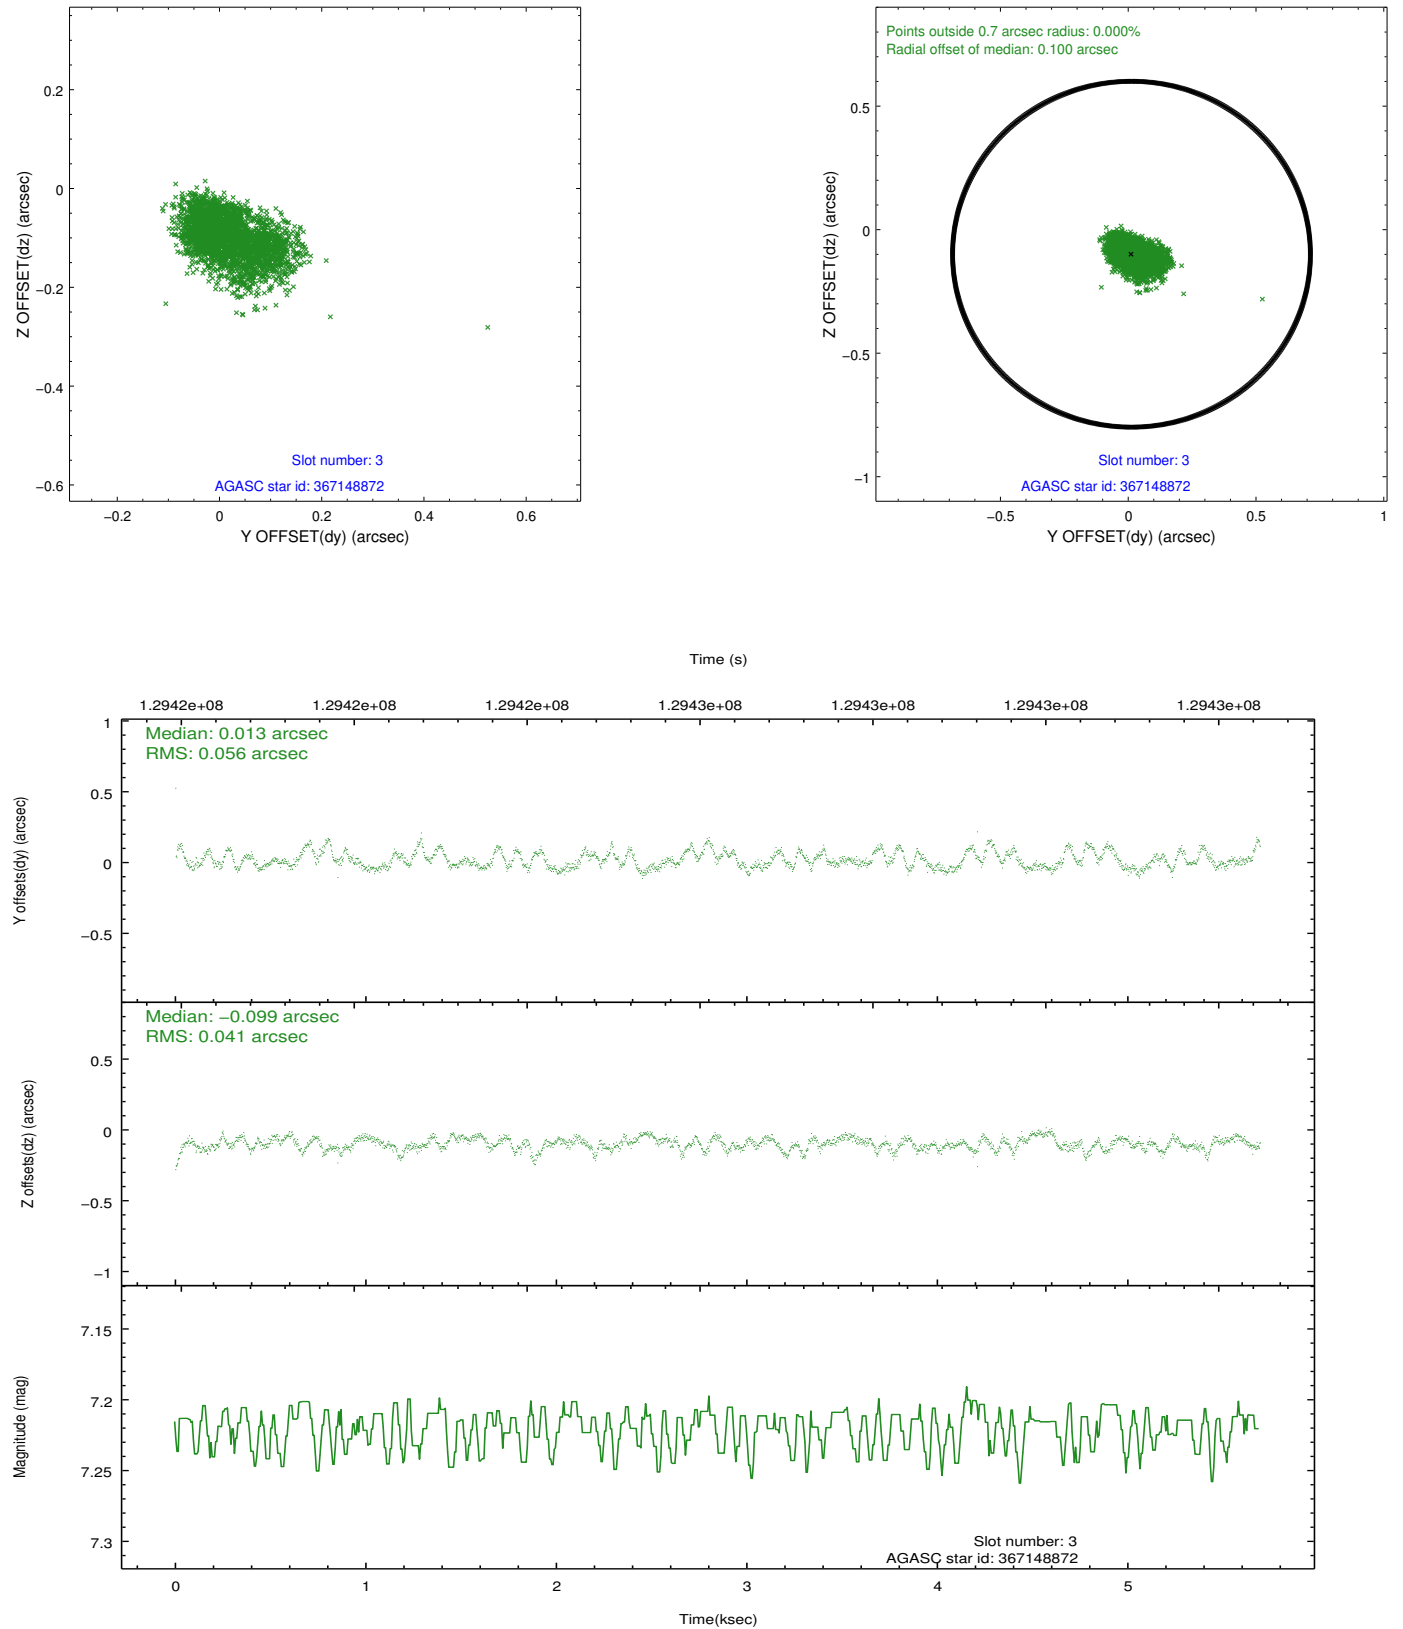 0.2
0
−0.2
−0.4
−0.6
Z OFFSET(dz) (arcsec)
Slot number: 3
AGASC star id: 367148872
−0.2 0 0.2 0.4 0.6
Y OFFSET(dy) (arcsec)
Points outside 0.7 arcsec radius: 0.000%
Radial offset of median: 0.100 arcsec
0.5
0
−0.5
−1
Z OFFSET(dz) (arcsec)
Slot number: 3
AGASC star id: 367148872
−0.5 0 0.5 1
Y OFFSET(dy) (arcsec)
Time (s)
1.2942e+08 1.2942e+08 1.2942e+08 1.2943e+08 1.2943e+08 1.2943e+08 1.2943e+08
Median: 0.013 arcsec
RMS: 0.056 arcsec
1
0.5
0
−0.5
Y offsets(dy) (arcsec)
Median: −0.099 arcsec
RMS: 0.041 arcsec
0.5
0
−0.5
−1
Z offsets(dz) (arcsec)
7.15
7.2
7.25
7.3
Magnitude (mag)
Slot number: 3
AGASC star id: 367148872
0 1 2 3 4 5
Time(ksec)